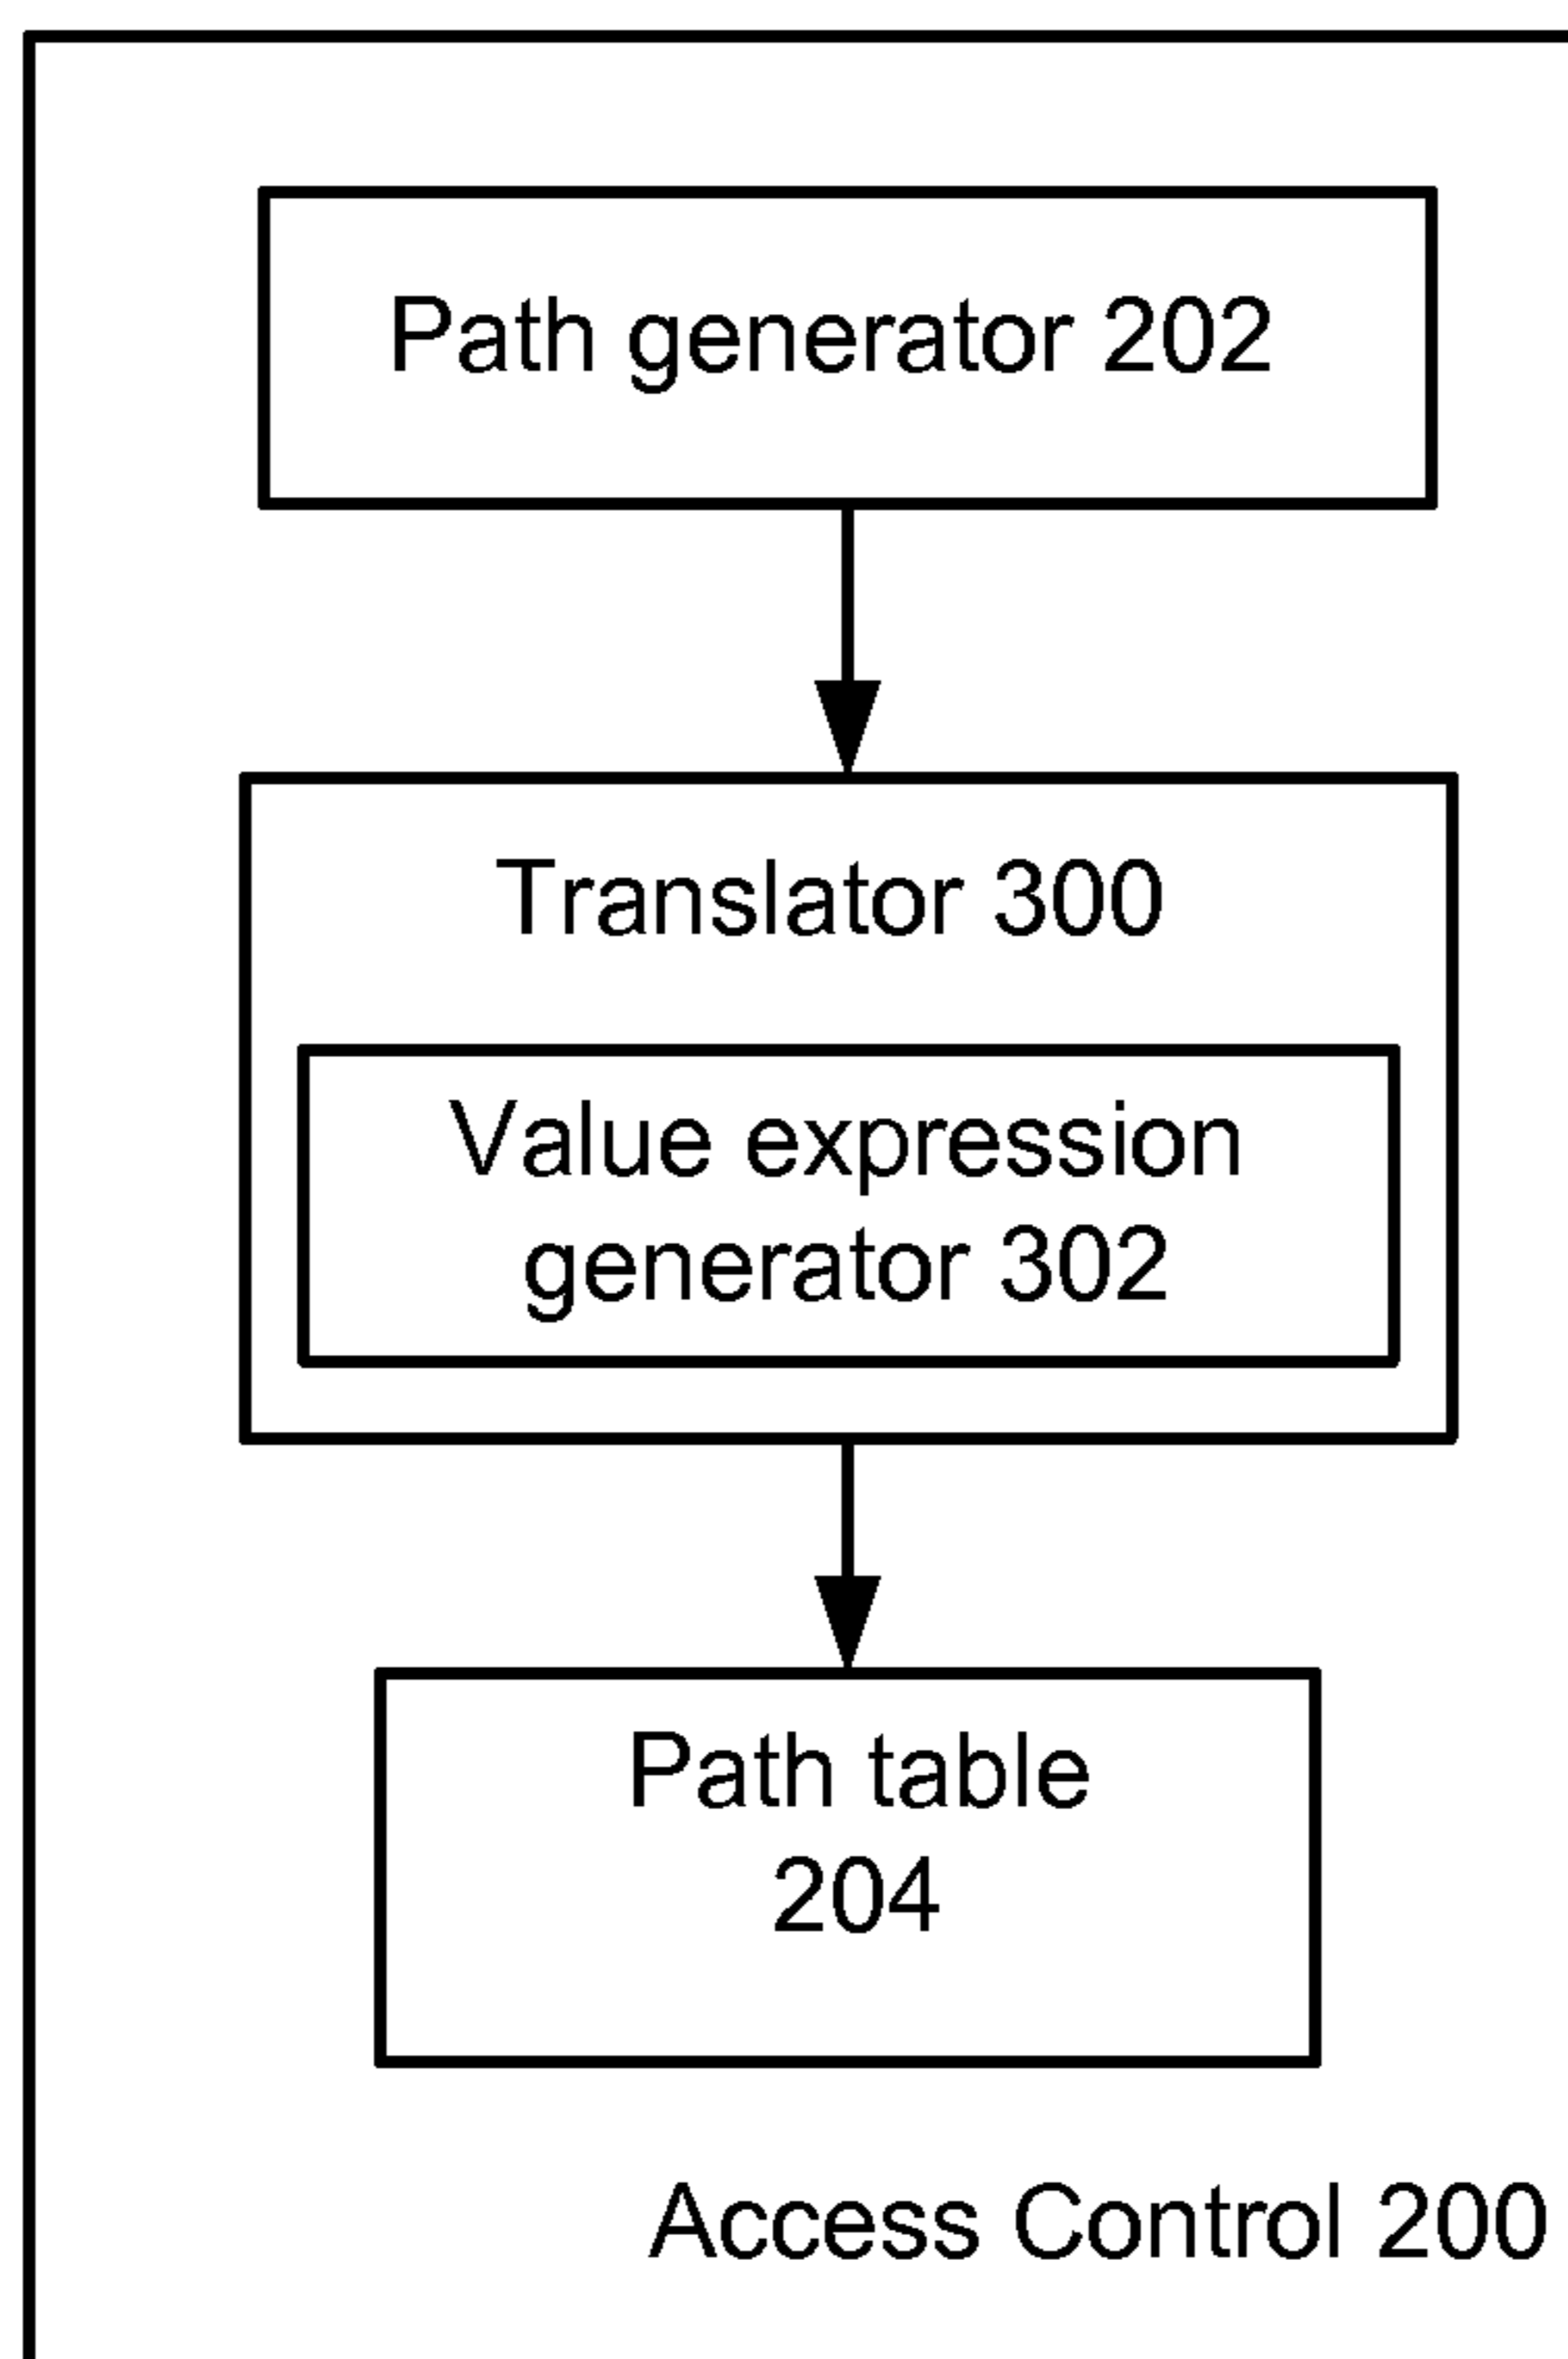 Path generator 202
Translator 300
Value expression
generator 302
Path table
204
Access Control 200